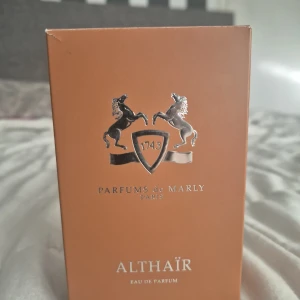 1743
PARFUMS de MARLY
PARIS
ALTHAÏR
EAU DE PARFUM